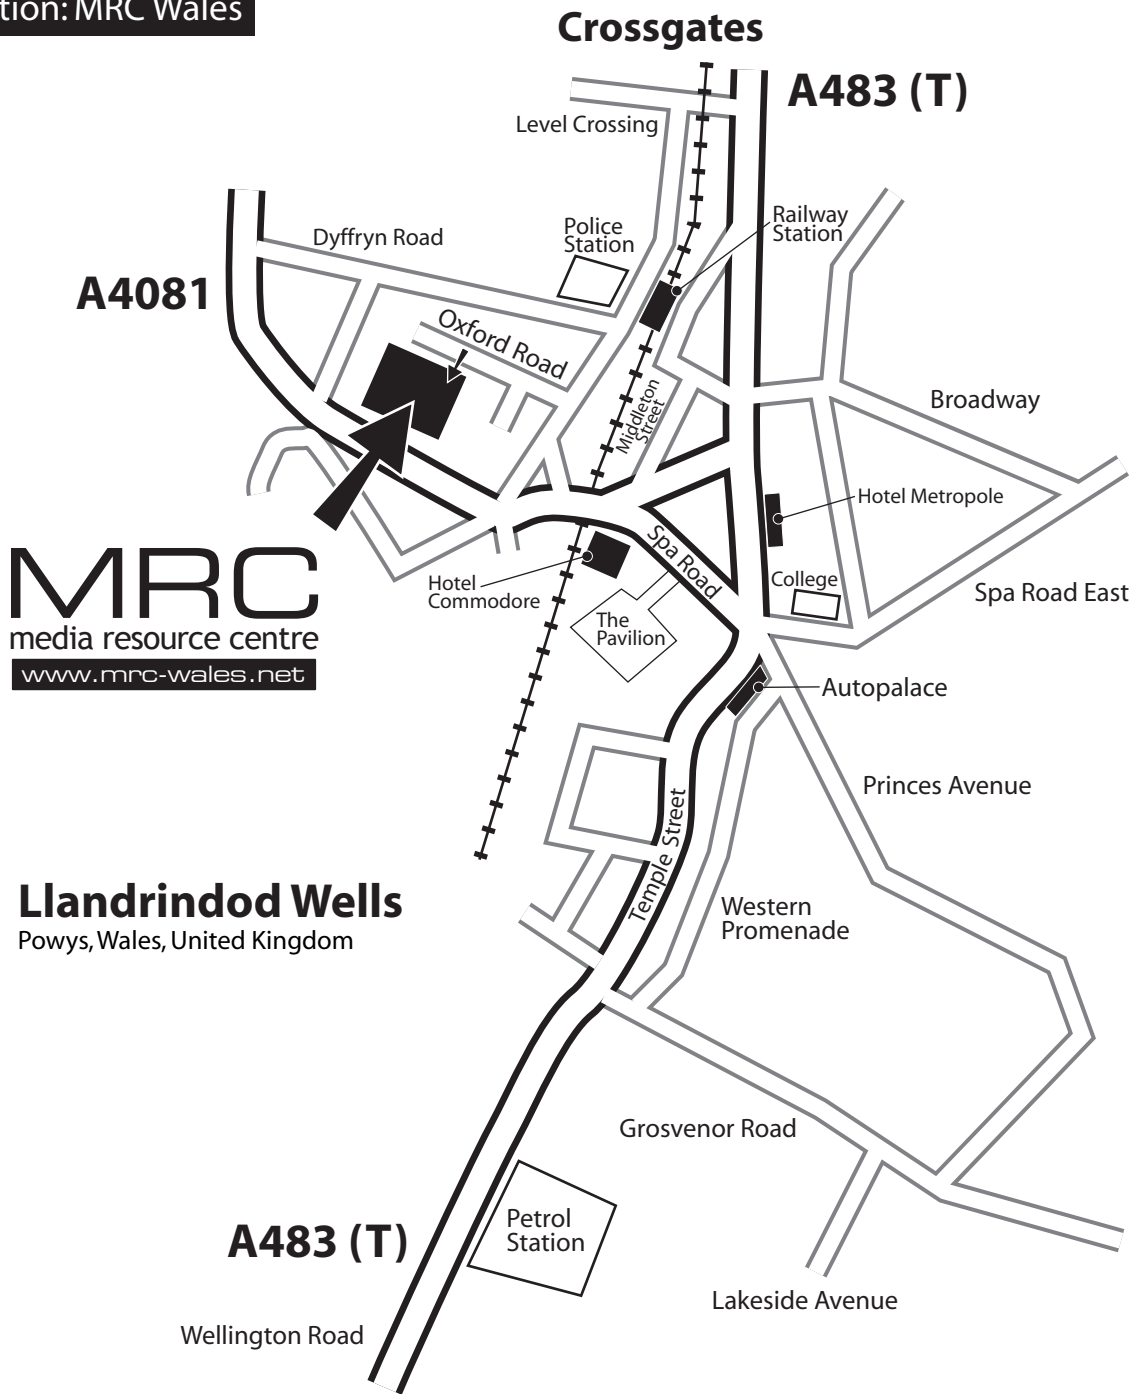 MRC Wales
Crossgates
A483 (T)
Level Crossing
Railway
Station
Police
Station
Dyffryn Road
A4081
Oxford Road
Middleton
Street
Broadway
Hotel Metropole
Spa Road
MRC
media resource centre
www.mrc-wales.net
Hotel
Commodore
College
Spa Road East
The
Pavilion
Autopalace
Princes Avenue
Temple Street
Llandrindod Wells
Powys, Wales, United Kingdom
Western
Promenade
Grosvenor Road
Petrol
Station
A483 (T)
Lakeside Avenue
Wellington Road